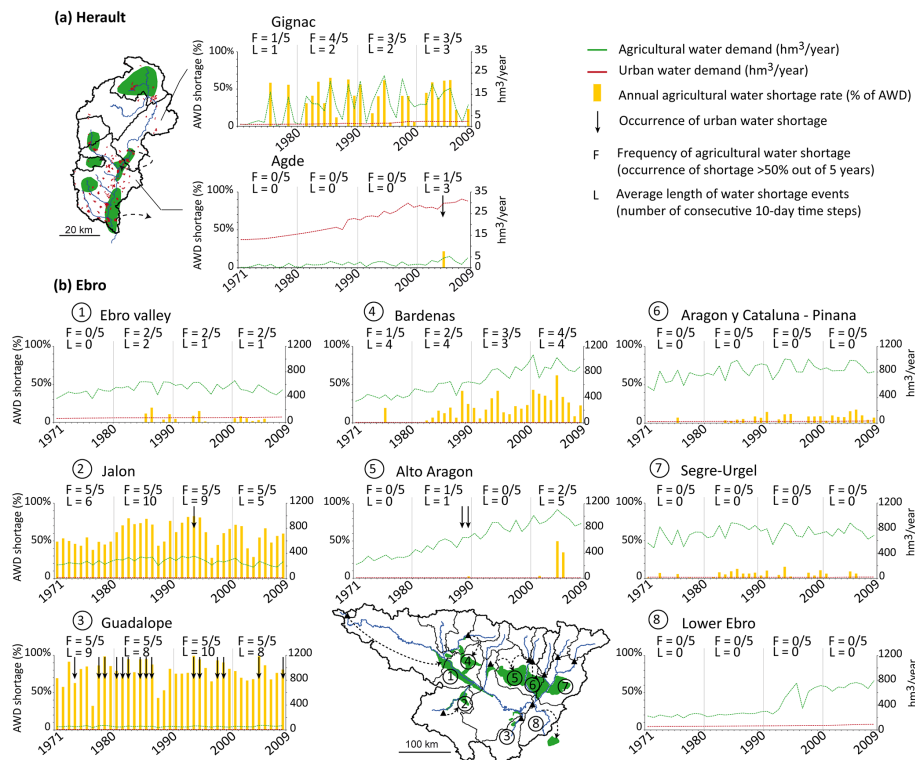 (a) Herault
Gignac
F = 1/5 F = 4/5 F = 3/5 F = 3/5
L = 1 L = 2 L = 2 L = 3
AWD shortage (%)
100%
50%
0
35
25
15
5
0
hm3/year
1980
1990
2000
Agde
F = 0/5 F = 0/5 F = 0/5 F = 1/5
L = 0 L = 0 L = 0 L = 3
AWD shortage (%)
100%
50%
0
35
25
15
5
0
hm3/year
1971
1980
1990
2000
2009
20 km
Agricultural water demand (hm3/year)
Urban water demand (hm3/year)
Annual agricultural water shortage rate (% of AWD)
Occurrence of urban water shortage
F Frequency of agricultural water shortage
(occurrence of shortage >50% out of 5 years)
L Average length of water shortage events
(number of consecutive 10-day time steps)
(b) Ebro
1 Ebro valley
F = 0/5 F = 2/5 F = 2/5 F = 2/5
L = 0 L = 2 L = 1 L = 1
AWD shortage (%)
100%
50%
0
1200
800
400
0
1971
1980
1990
2000
2009
4 Bardenas
F = 1/5 F = 2/5 F = 5/5 F = 4/5
L = 4 L = 4 L = 3 L = 4
100%
50%
0
1200
800
400
0
1971
1980
1990
2000
2009
6 Aragon y Cataluna - Pinana
F = 0/5 F = 0/5 F = 0/5 F = 0/5
L = 0 L = 0 L = 0 L = 0
100%
50%
0
1200
800
400
0
hm3/year
1971
1980
1990
2000
2009
2 Jalon
F = 5/5 F = 5/5 F = 5/5 F = 5/5
L = 6 L = 10 L = 9 L = 5
AWD shortage (%)
100%
50%
0
1200
800
400
0
1971
1980
1990
2000
2009
5 Alto Aragon
F = 0/5 F = 1/5 F = 0/5 F = 2/5
L = 0 L = 1 L = 0 L = 5
100%
50%
0
1200
800
400
0
1971
1980
1990
2000
2009
7 Segre-Urgel
F = 0/5 F = 0/5 F = 0/5 F = 0/5
L = 0 L = 0 L = 0 L = 0
100%
50%
0
1200
800
400
0
hm3/year
1971
1980
1990
2000
2009
3 Guadalope
F = 5/5 F = 5/5 F = 5/5 F = 5/5
L = 9 L = 8 L = 10 L = 8
AWD shortage (%)
100%
50%
0
1200
800
400
0
1971
1980
1990
2000
2009
1
4
5
6
7
2
3
8
100 km
8 Lower Ebro
F = 0/5 F = 0/5 F = 0/5 F = 0/5
L = 0 L = 0 L = 0 L = 0
100%
50%
0
1200
800
400
0
hm3/year
1971
1980
1990
2000
2009